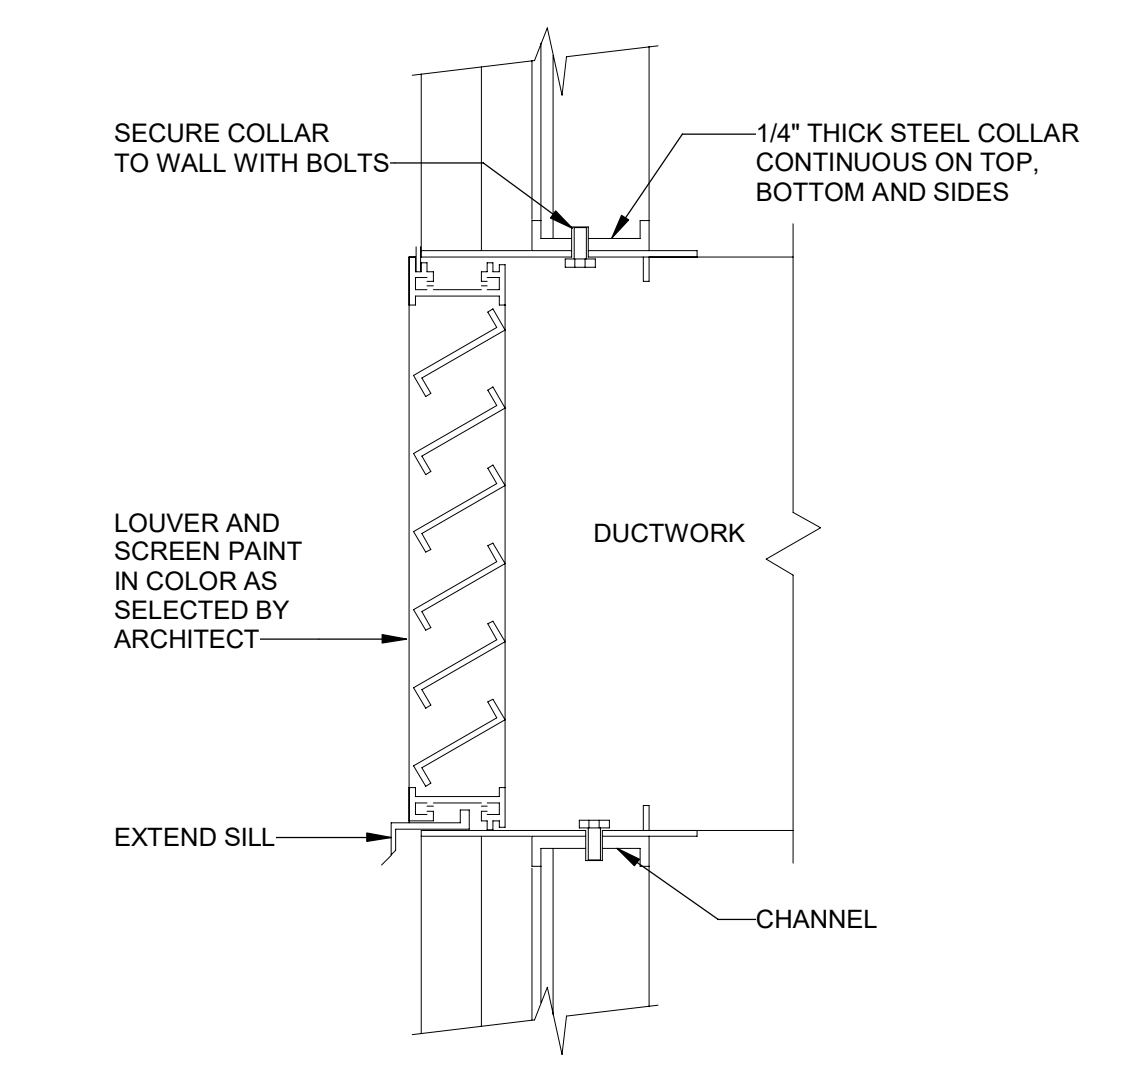 SECURE COLLAR
TO WALL WITH BOLTS
1/4" THICK STEEL COLLAR
CONTINUOUS ON TOP,
BOTTOM AND SIDES
LOUVER AND
SCREEN PAINT
IN COLOR AS
SELECTED BY
ARCHITECT
DUCTWORK
EXTEND SILL
CHANNEL